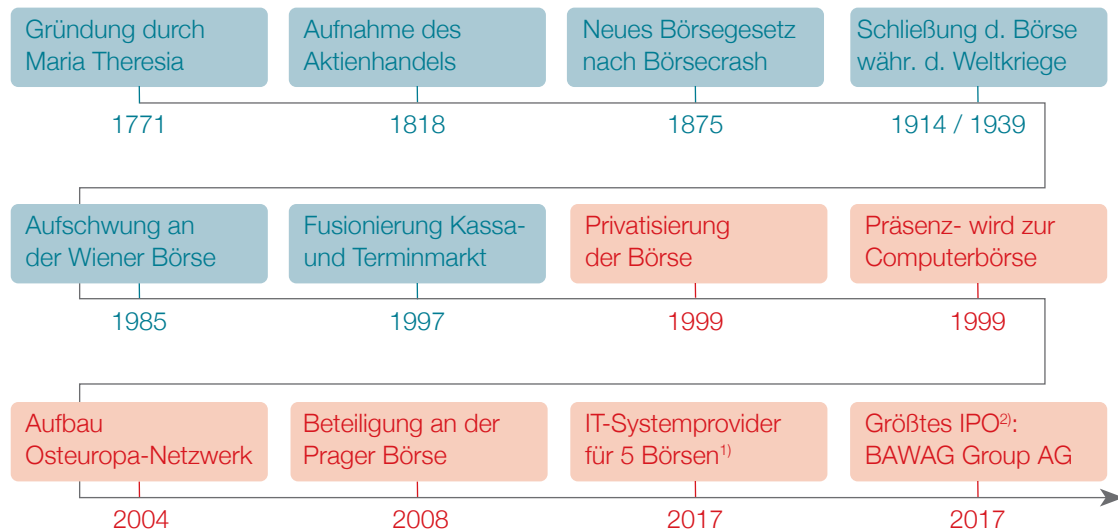 Gründung durch
Maria Theresia
1771
Aufnahme des
Aktienhandels
1818
Neues Börsegesetz
nach Börsecrash
1875
Schließung d. Börse
währ. d. Weltkriege
1914 / 1939
Aufschwung an
der Wiener Börse
1985
Fusionierung Kassa-
und Terminmarkt
1997
Privatisierung
der Börse
1999
Präsenz- wird zur
Computerbörse
1999
Aufbau
Osteuropa-Netzwerk
2004
Beteiligung an der
Prager Börse
2008
IT-Systemprovider
für 5 Börsen1)
2017
Größtes IPO2):
BAWAG Group AG
2017